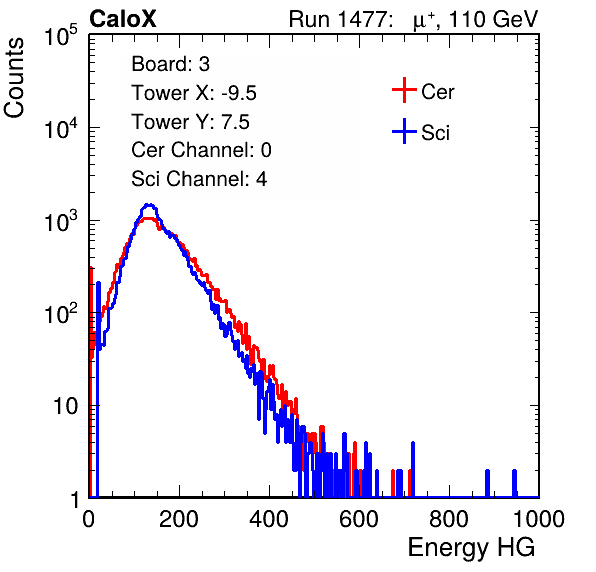 CaloX Run 1477: μ⁺, 110 GeV
Counts
Board: 3
Tower X: -9.5
Tower Y: 7.5
Cer Channel: 0
Sci Channel: 4
Cer
Sci
10⁵
10⁴
10³
10²
10
1
0 200 400 600 800 1000
Energy HG